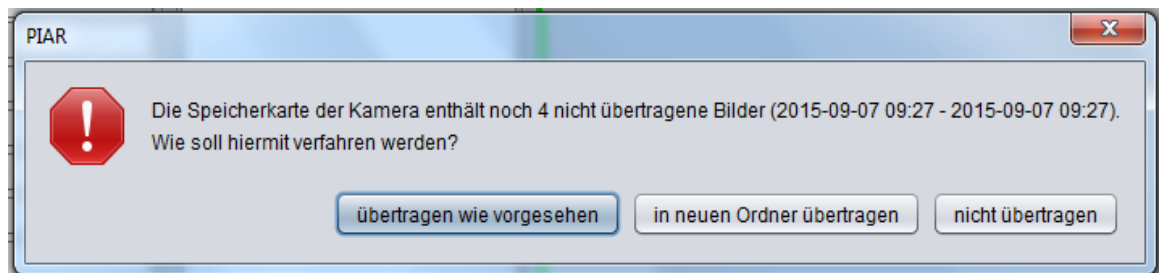 PIAR
Die Speicherkarte der Kamera enthält noch 4 nicht übertragene Bilder (2015-09-07 09:27 - 2015-09-07 09:27).
Wie soll hiermit verfahren werden?
übertragen wie vorgesehen in neuen Ordner übertragen nicht übertragen